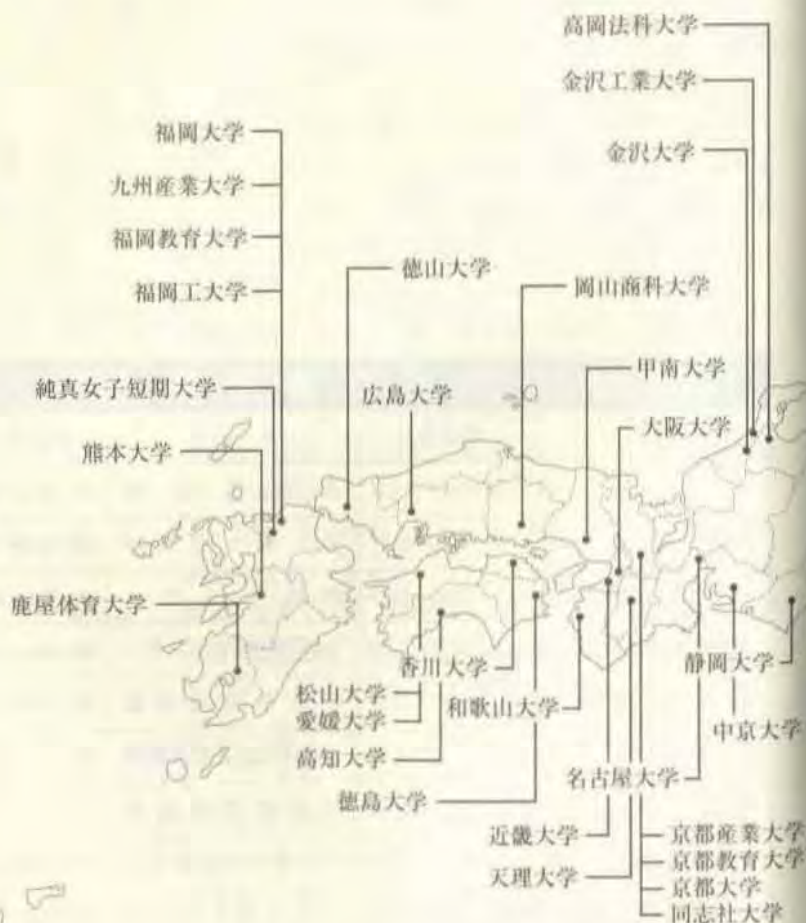 高岡法科大学
金沢工業大学
福岡大学
金沢大学
九州産業大学
福岡教育大学
徳山大学
福岡工大学
岡山商科大学
甲南大学
純真女子短期大学
広島大学
大阪大学
熊本大学
鹿屋体育大学
香川大学
静岡大学
松山大学
和歌山大学
愛媛大学
中京大学
高知大学
名古屋大学
徳島大学
近畿大学
京都産業大学
京都教育大学
天理大学
京都大学
同志社大学